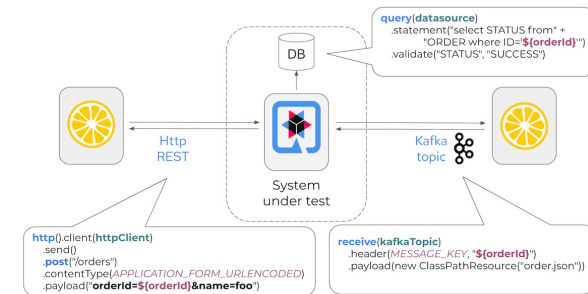 query(datasource)
.statement("select STATUS from" +
"ORDER where ID='${orderId}'")
.validate("STATUS", "SUCCESS")
DB
Http
REST
Kafka
topic
System
under test
http().client(httpClient)
.send()
.post("/orders)
.contentType(APPLICATION_FORM_URLENCODED)
.payload("orderId=${orderId}&name=foo")
receive(kafkaTopic)
.header(MESSAGE_KEY, "${orderId}")
.payload(new ClassPathResource("order.json"))